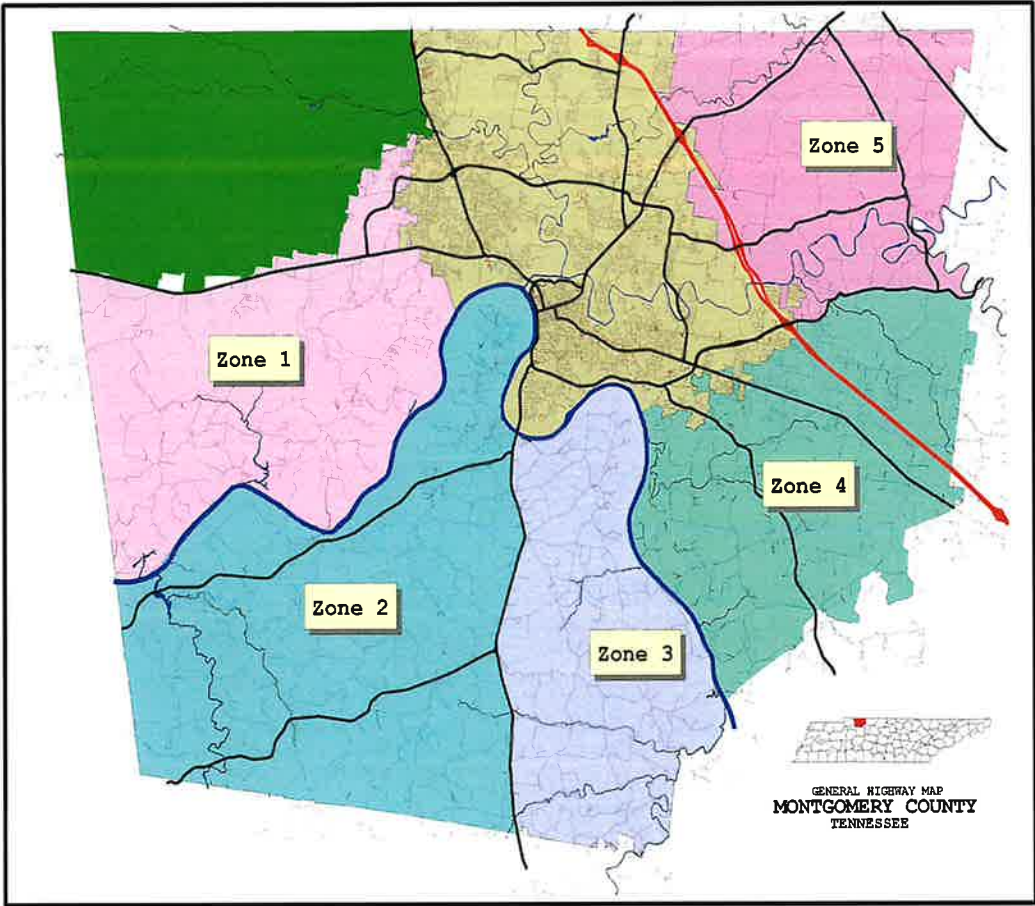 Zone 5
Zone 1
Zone 4
Zone 2
Zone 3
GENERAL HIGHWAY MAP
MONTGOMERY COUNTY
TENNESSEE